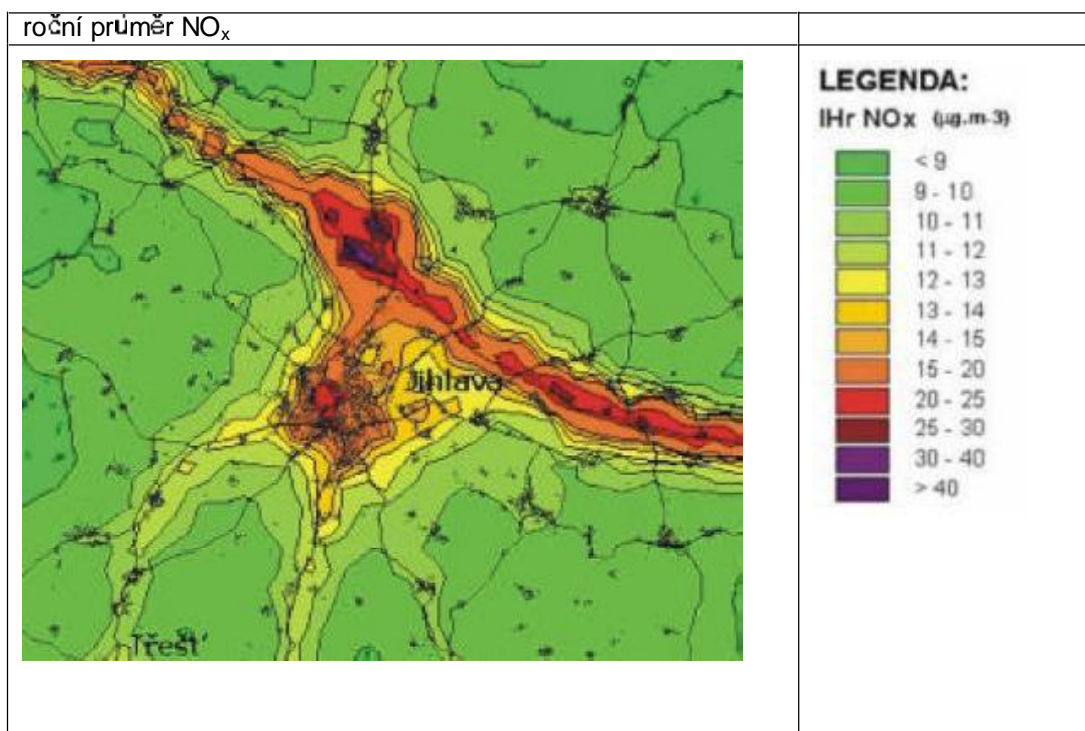 roční průměr NOx
LEGENDA:
IHr NOx (µg.m-3)
< 9
9 - 10
10 - 11
11 - 12
12 - 13
13 - 14
14 - 15
15 - 20
20 - 25
25 - 30
30 - 40
> 40
Jihlava
Třešť